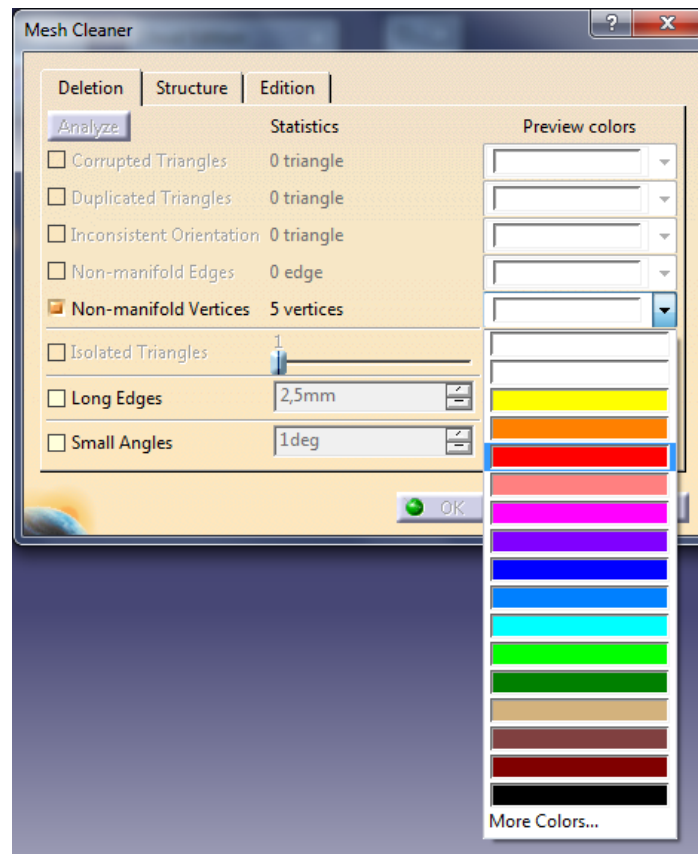 Mesh Cleaner
?
Deletion Structure Edition
Analyze Statistics Preview colors
Corrupted Triangles 0 triangle
Duplicated Triangles 0 triangle
Inconsistent Orientation 0 triangle
Non-manifold Edges 0 edge
Non-manifold Vertices 5 vertices
Isolated Triangles 1
Long Edges 2,5mm
Small Angles 1deg
OK
More Colors...